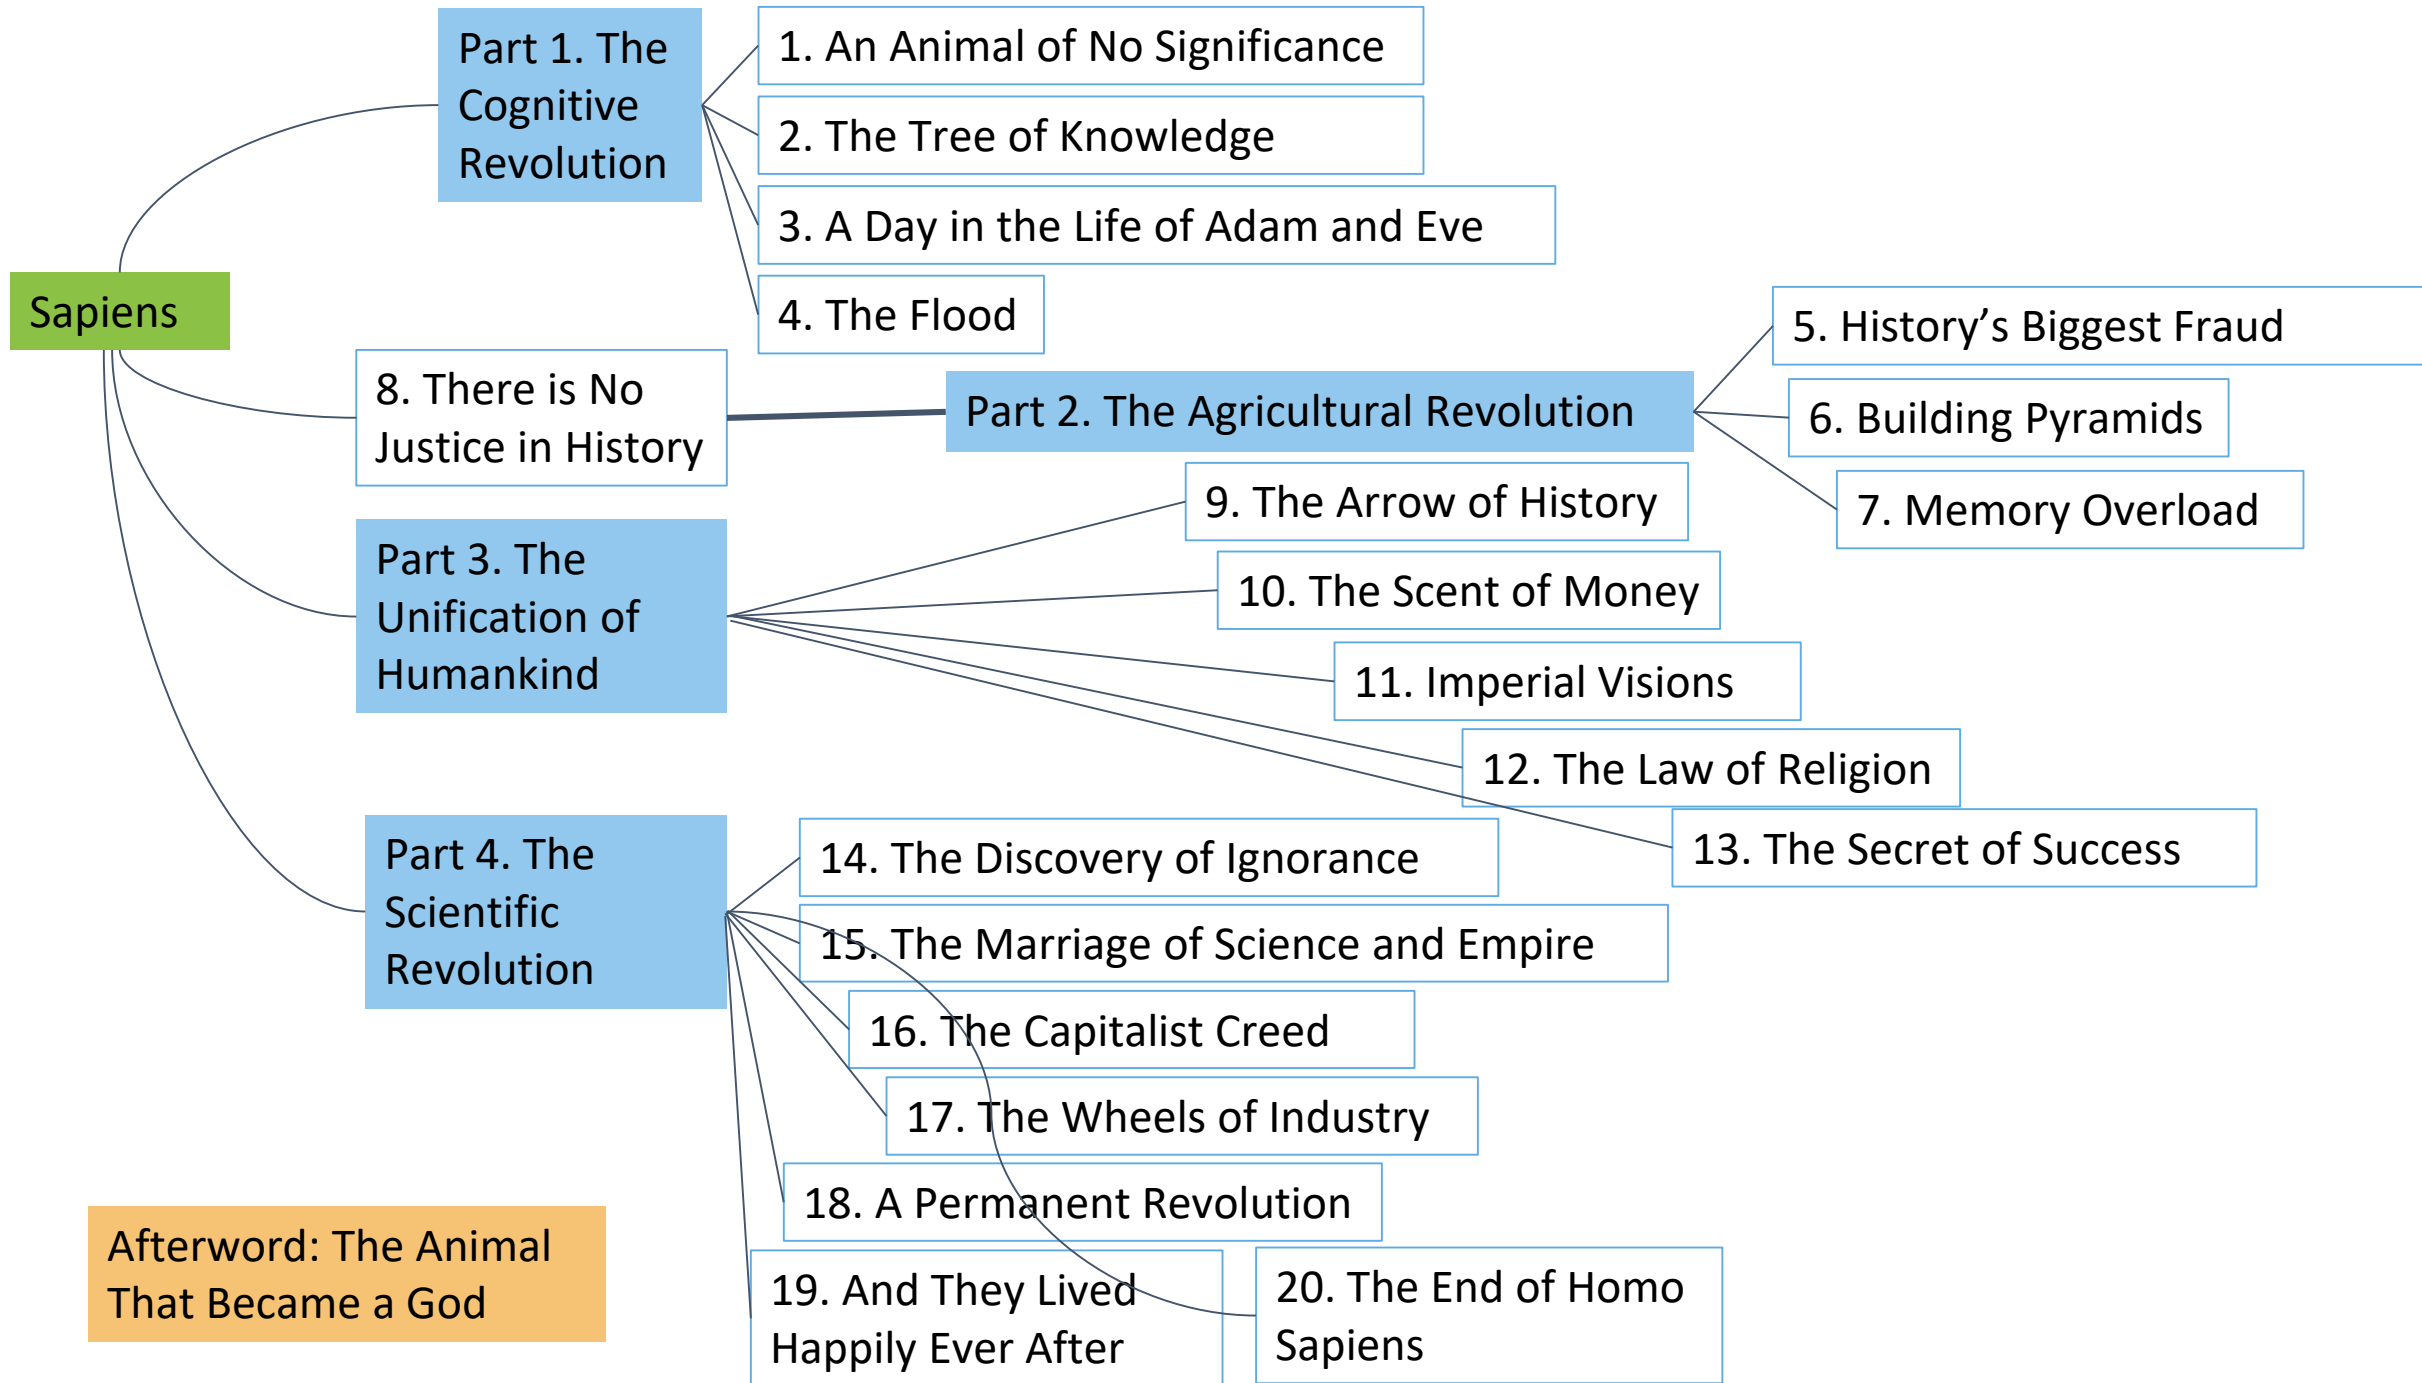 Sapiens
Part 1. The
Cognitive
Revolution
1. An Animal of No Significance
2. The Tree of Knowledge
3. A Day in the Life of Adam and Eve
4. The Flood
8. There is No
Justice in History
Part 2. The Agricultural Revolution
5. History’s Biggest Fraud
6. Building Pyramids
7. Memory Overload
Part 3. The
Unification of
Humankind
9. The Arrow of History
10. The Scent of Money
11. Imperial Visions
12. The Law of Religion
13. The Secret of Success
Part 4. The
Scientific
Revolution
14. The Discovery of Ignorance
15. The Marriage of Science and Empire
16. The Capitalist Creed
17. The Wheels of Industry
18. A Permanent Revolution
19. And They Lived
Happily Ever After
20. The End of Homo
Sapiens
Afterword: The Animal
That Became a God